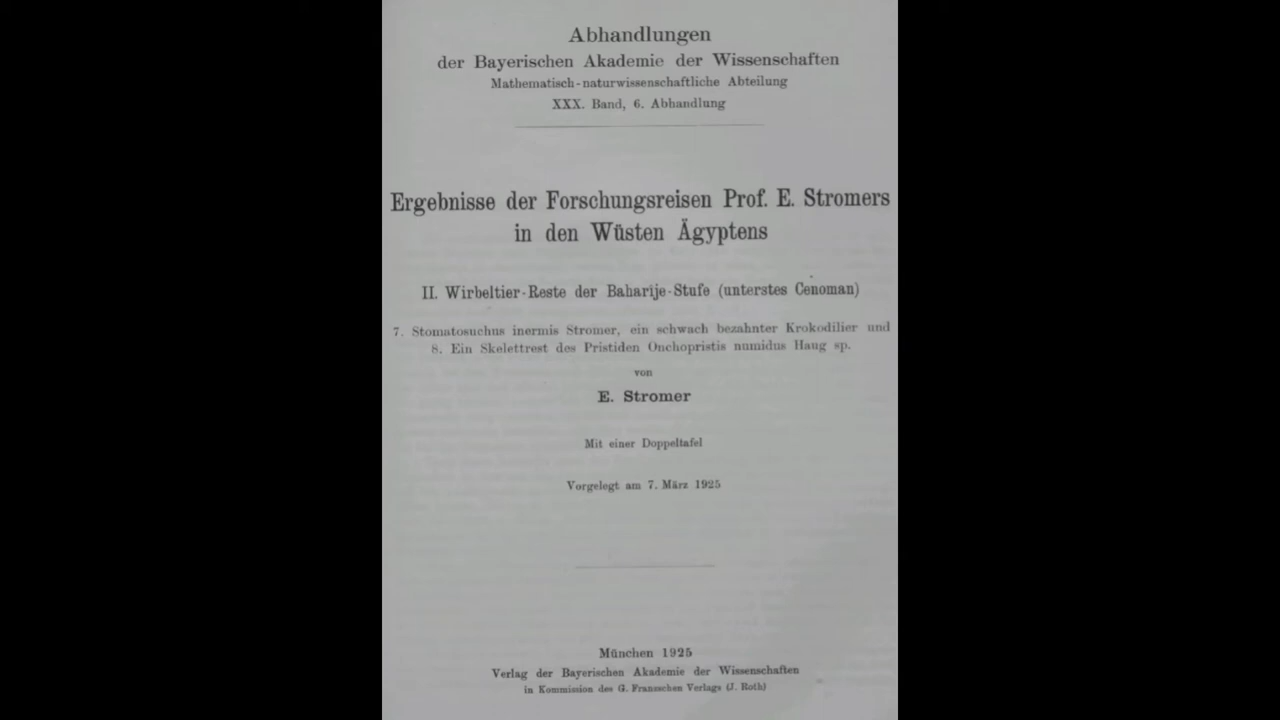 Abhandlungen
der Bayerischen Akademie der Wissenschaften
Mathematisch-naturwissenschaftliche Abteilung
XXX. Band, 6. Abhandlung
Ergebnisse der Forschungsreisen Prof. E. Stromers
in den Wüsten Ägyptens
II. Wirbeltier-Reste der Baharîje-Stufe (unterstes Cenoman)
7. Stomatosuchus inermis Stromer, ein schwach bezahnter Krokodilier und
8. Ein Skelettrest des Pristiden Onchopristis numidus Haug sp.
von
E. Stromer
Mit einer Doppeltafel
Vorgelegt am 7. März 1925
München 1925
Verlag der Bayerischen Akademie der Wissenschaften
in Kommission des G. Franzschen Verlags (J. Roth)